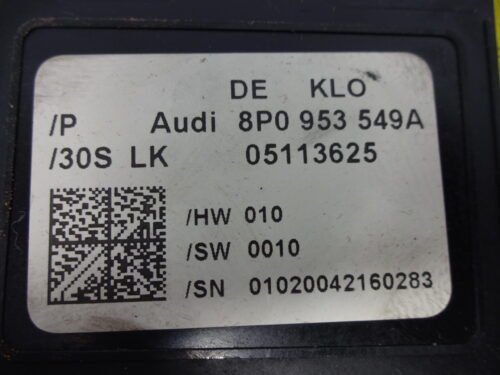 DE KLO
/P Audi 8P0 953 549A
/30S LK 05113625
/HW 010
/SW 0010
/SN 01020042160283